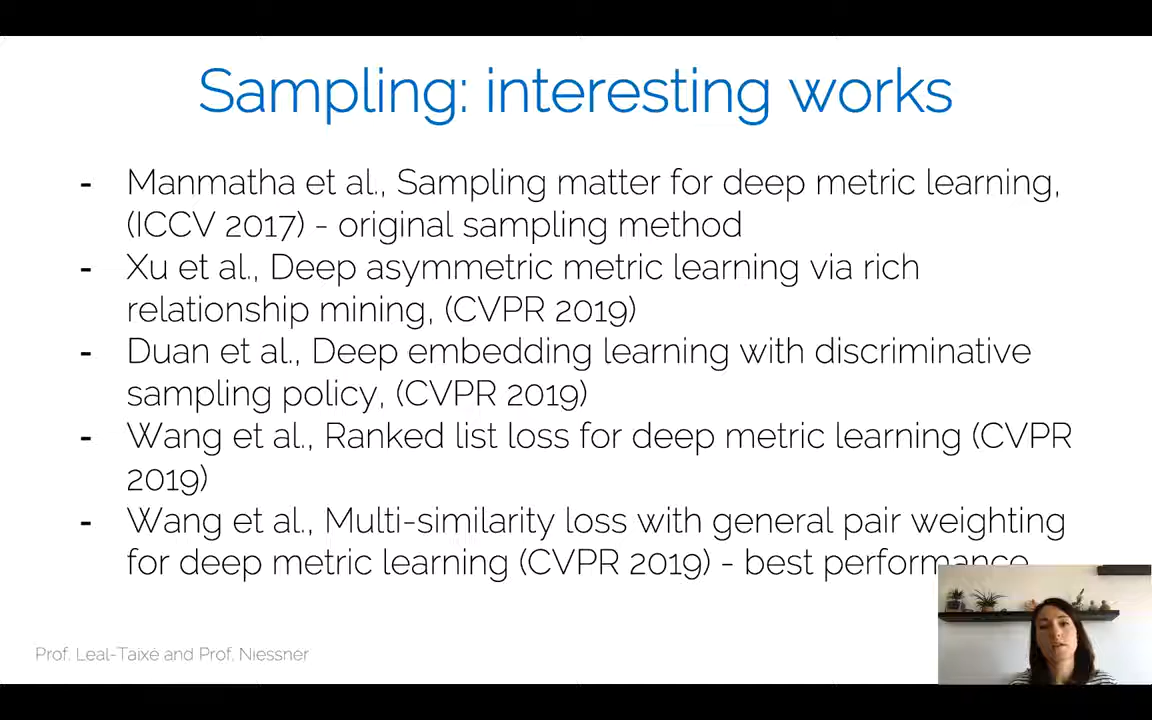 Sampling: interesting works
- Manmatha et al., Sampling matter for deep metric learning,
(ICCV 2017) - original sampling method
- Xu et al., Deep asymmetric metric learning via rich
relationship mining, (CVPR 2019)
- Duan et al., Deep embedding learning with discriminative
sampling policy, (CVPR 2019)
- Wang et al., Ranked list loss for deep metric learning (CVPR
2019)
- Wang et al., Multi-similarity loss with general pair weighting
for deep metric learning (CVPR 2019) - best performance
Prof. Leal-Taixé and Prof. Niessner